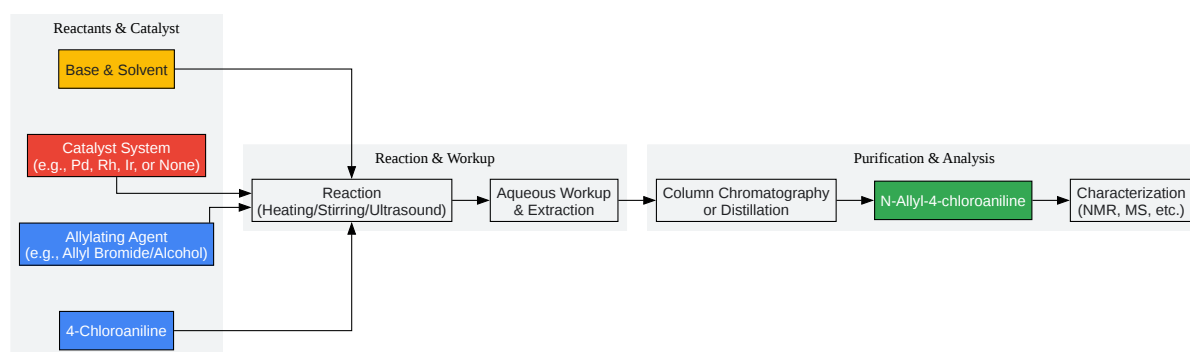 Reactants & Catalyst
Base & Solvent
Catalyst System
(e.g., Pd, Rh, Ir, or None)
Allylating Agent
(e.g., Allyl Bromide/Alcohol)
4-Chloroaniline
Reaction & Workup
Reaction
(Heating/Stirring/Ultrasound)
Aqueous Workup
& Extraction
Purification & Analysis
Column Chromatography
or Distillation
N-Allyl-4-chloroaniline
Characterization
(NMR, MS, etc.)